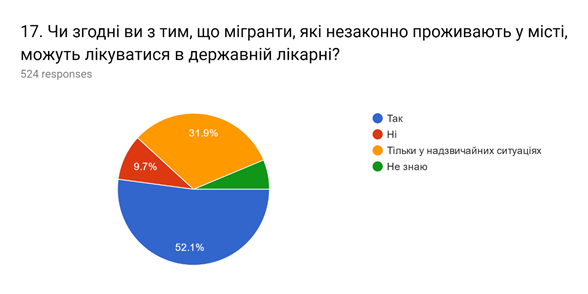 17. Чи згодні ви з тим, що мігранти, які незаконно проживають у місті,
можуть лікуватися в державній лікарні?
524 responses
31.9%
9.7%
52.1%
Так
Ні
Тільки у надзвичайних ситуаціях
Не знаю